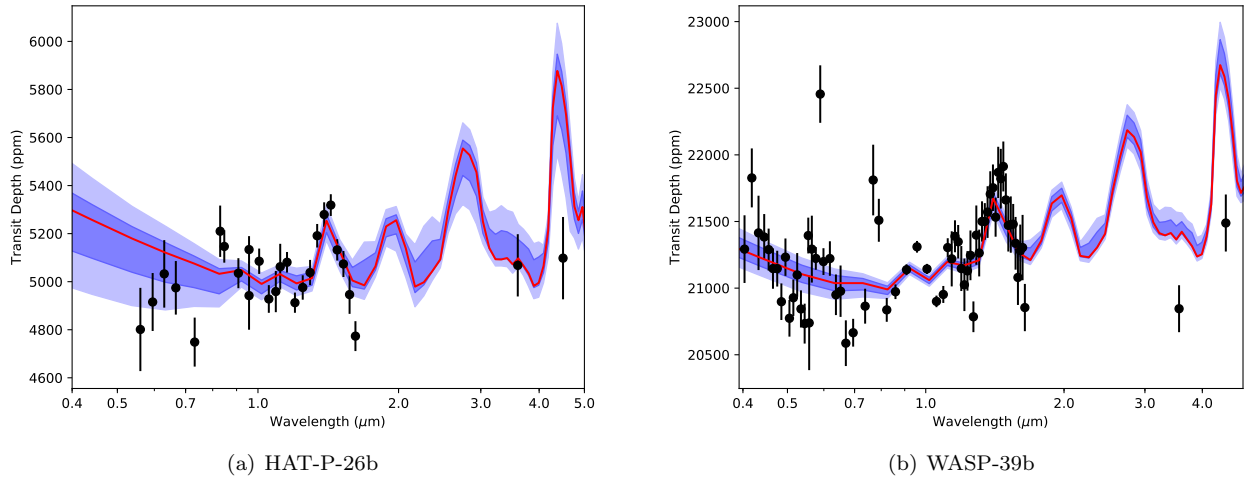 6000
5800
5600
5400
5200
5000
4800
4600
Transit Depth (ppm)
0.4 0.5 0.7 1.0 2.0 3.0 4.0 5.0
Wavelength (μm)
(a) HAT-P-26b
23000
22500
22000
21500
21000
20500
Transit Depth (ppm)
0.4 0.5 0.7 1.0 2.0 3.0 4.0
Wavelength (μm)
(b) WASP-39b